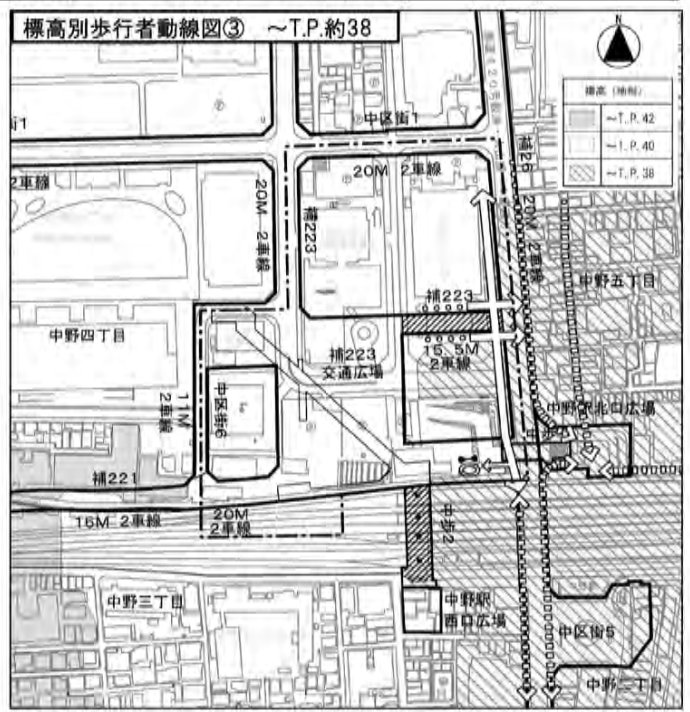 標高別歩行者動線図③ ～T.P.約38
N
標高（地盤）
～T.P.42
～T.P.40
～T.P.38
街1
中区街1
補26
20M 2車線
2車線
20M 2車線
補223
20M 2車線
中野五丁目
補223
中野四丁目
補223
交通広場
15.5M
2車線
11M
2車線
中区街6
中野駅北口広場
補221
16M 2車線
20M
2車線
中歩2
中野三丁目
中野駅
西口広場
中区街5
中野二丁目